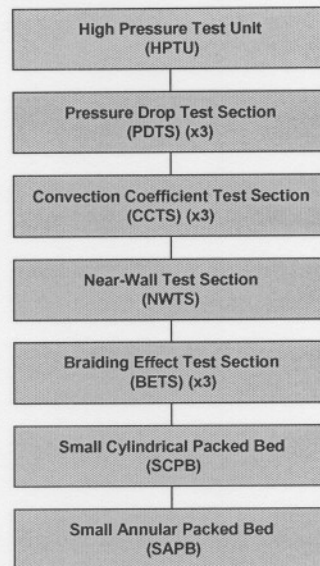 High Pressure Test Unit
(HPTU)
Pressure Drop Test Section
(PDTS) (x3)
Convection Coefficient Test Section
(CCTS) (x3)
Near-Wall Test Section
(NWTS)
Braiding Effect Test Section
(BETS) (x3)
Small Cylindrical Packed Bed
(SCPB)
Small Annular Packed Bed
(SAPB)